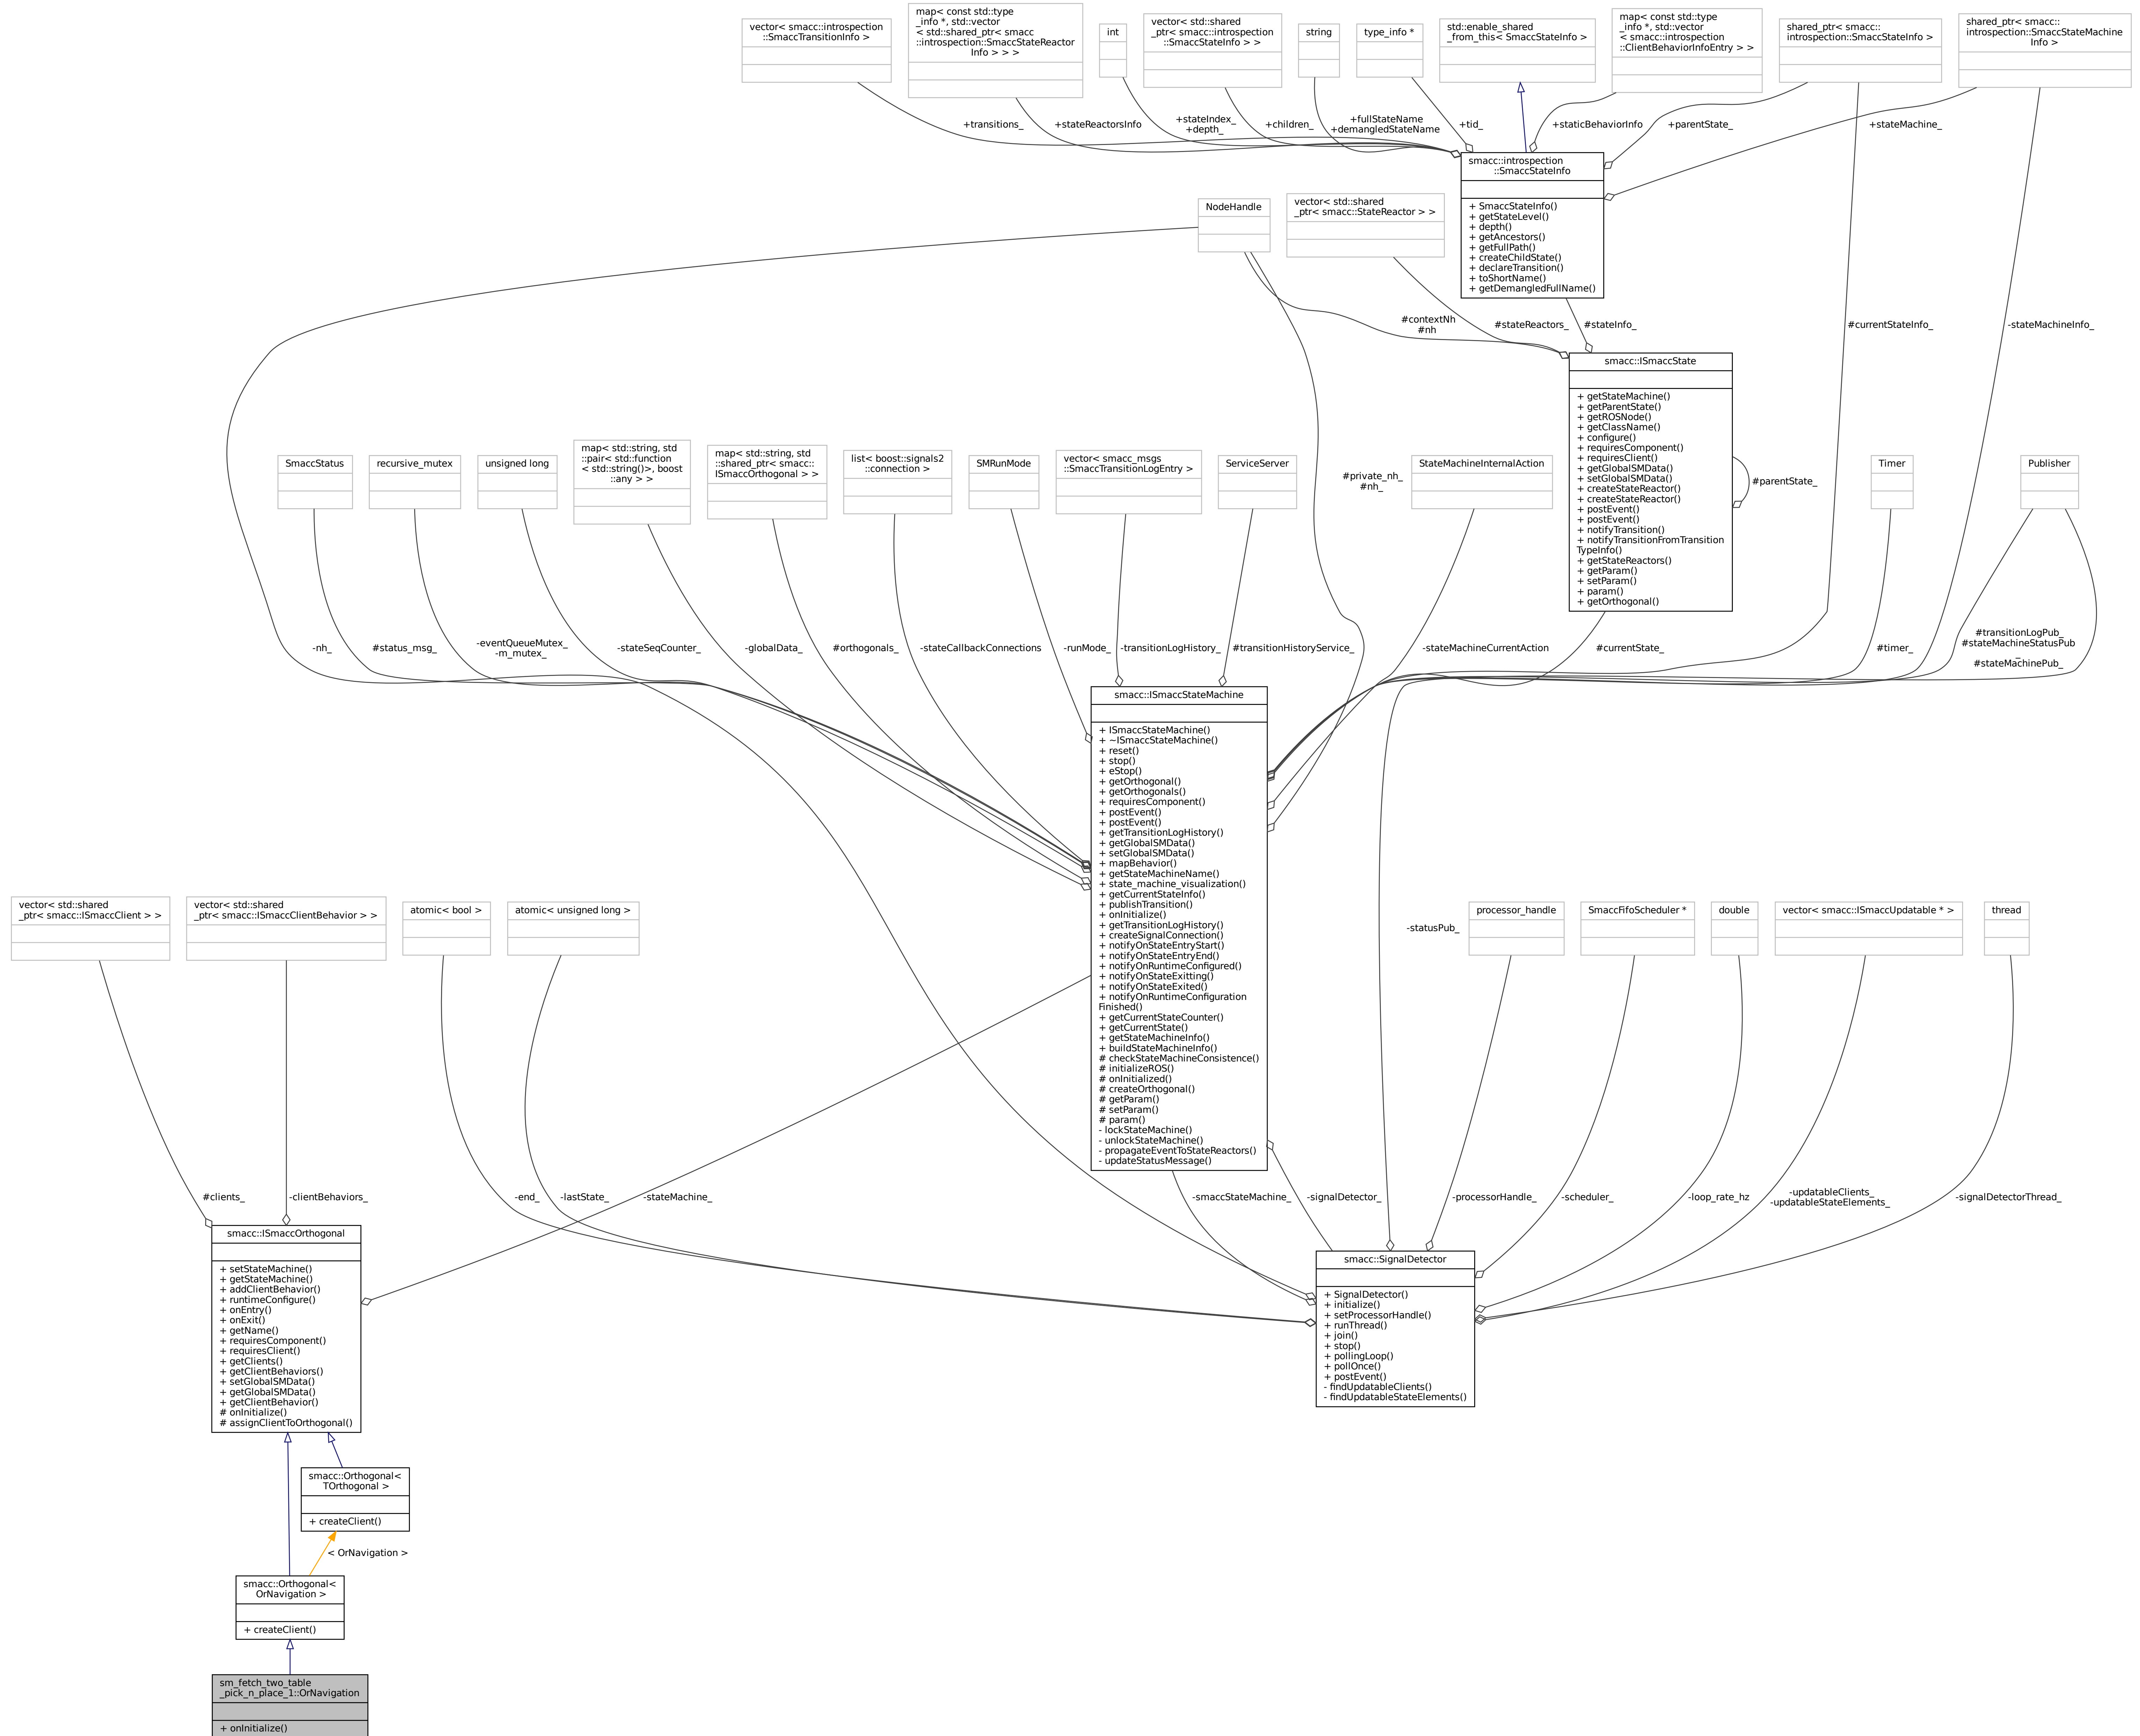 vector< smacc::introspection
::SmaccTransitionInfo >
map< const std::type
_info *, std::vector
< std::shared_ptr< smacc
::introspection::SmaccStateReactor
Info > > >
int
vector< std::shared
_ptr< smacc::introspection
::SmaccStateInfo > >
string
type_info *
std::enable_shared
_from_this< SmaccStateInfo >
map< const std::type
_info *, std::vector
< smacc::introspection
::ClientBehaviorInfoEntry > >
shared_ptr< smacc::
introspection::SmaccStateInfo >
shared_ptr< smacc::
introspection::SmaccStateMachine
Info >
+transitions_
+stateReactorsInfo
+stateIndex_
+depth_
+children_
+fullStateName
+demangledStateName
+tid_
+staticBehaviorInfo
+parentState_
+stateMachine_
smacc::introspection
::SmaccStateInfo
+ SmaccStateInfo()
+ getStateLevel()
+ depth()
+ getAncestors()
+ getFullPath()
+ createChildState()
+ declareTransition()
+ toShortName()
+ getDemangledFullName()
NodeHandle
vector< std::shared
_ptr< smacc::StateReactor > >
#contextNh
#nh
#stateReactors_
#stateInfo_
#currentStateInfo_
-stateMachineInfo_
smacc::ISmaccState
+ getStateMachine()
+ getParentState()
+ getROSNode()
+ getClassName()
+ configure()
+ requiresComponent()
+ requiresClient()
+ getGlobalSMData()
+ setGlobalSMData()
+ createStateReactor()
+ createStateReactor()
+ postEvent()
+ postEvent()
+ notifyTransition()
+ notifyTransitionFromTransition
TypeInfo()
+ getStateReactors()
+ getParam()
+ setParam()
+ param()
+ getOrthogonal()
#parentState_
SmaccStatus
recursive_mutex
unsigned long
map< std::string, std
::pair< std::function
< std::string()>, boost
::any > >
map< std::string, std
::shared_ptr< smacc::
ISmaccOrthogonal > >
list< boost::signals2
::connection >
SMRunMode
vector< smacc_msgs
::SmaccTransitionLogEntry >
ServiceServer
#private_nh_
#nh_
StateMachineInternalAction
Timer
Publisher
-nh_
#status_msg_
-eventQueueMutex_
-m_mutex_
-stateSeqCounter_
-globalData_
#orthogonals_
-stateCallbackConnections
-runMode_
-transitionLogHistory_
#transitionHistoryService_
-stateMachineCurrentAction
#currentState_
#timer_
#transitionLogPub_
#stateMachineStatusPub
_
#stateMachinePub_
smacc::ISmaccStateMachine
+ ISmaccStateMachine()
+ ~ISmaccStateMachine()
+ reset()
+ stop()
+ eStop()
+ getOrthogonal()
+ getOrthogonals()
+ requiresComponent()
+ postEvent()
+ postEvent()
+ getTransitionLogHistory()
+ getGlobalSMData()
+ setGlobalSMData()
+ mapBehavior()
+ getStateMachineName()
+ state_machine_visualization()
+ getCurrentStateInfo()
+ publishTransition()
+ onInitialize()
+ getTransitionLogHistory()
+ createSignalConnection()
+ notifyOnStateEntryStart()
+ notifyOnStateEntryEnd()
+ notifyOnRuntimeConfigured()
+ notifyOnStateExitting()
+ notifyOnStateExited()
+ notifyOnRuntimeConfiguration
Finished()
+ getCurrentStateCounter()
+ getCurrentState()
+ getStateMachineInfo()
+ buildStateMachineInfo()
# checkStateMachineConsistence()
# initializeROS()
# onInitialized()
# createOrthogonal()
# getParam()
# setParam()
# param()
- lockStateMachine()
- unlockStateMachine()
- propagateEventToStateReactors()
- updateStatusMessage()
vector< std::shared
_ptr< smacc::ISmaccClient > >
vector< std::shared
_ptr< smacc::ISmaccClientBehavior > >
atomic< bool >
atomic< unsigned long >
-statusPub_
processor_handle
SmaccFifoScheduler *
double
vector< smacc::ISmaccUpdatable * >
thread
#clients_
-clientBehaviors_
-end_
-lastState_
-stateMachine_
-smaccStateMachine_
-signalDetector_
-processorHandle_
-scheduler_
-loop_rate_hz
-updatableClients_
-updatableStateElements_
-signalDetectorThread_
smacc::ISmaccOrthogonal
+ setStateMachine()
+ getStateMachine()
+ addClientBehavior()
+ runtimeConfigure()
+ onEntry()
+ onExit()
+ getName()
+ requiresComponent()
+ requiresClient()
+ getClients()
+ getClientBehaviors()
+ setGlobalSMData()
+ getGlobalSMData()
+ getClientBehavior()
# onInitialize()
# assignClientToOrthogonal()
smacc::SignalDetector
+ SignalDetector()
+ initialize()
+ setProcessorHandle()
+ runThread()
+ join()
+ stop()
+ pollingLoop()
+ pollOnce()
+ postEvent()
- findUpdatableClients()
- findUpdatableStateElements()
smacc::Orthogonal<
TOrthogonal >
+ createClient()
< OrNavigation >
smacc::Orthogonal<
OrNavigation >
+ createClient()
sm_fetch_two_table
_pick_n_place_1::OrNavigation
+ onInitialize()